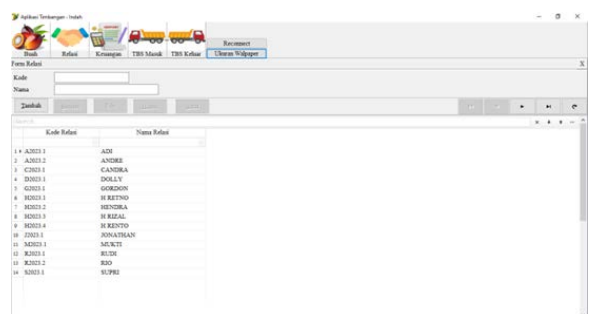 Aplikasi Timbangan - Indah
Buah Relasi Keuangan TBS Masuk TBS Keluar
Reconnect
Ukuran Walpaper
Form Relasi X
Kode
Nama
Tambah
Kode Relasi Nama Relasi
1 A2023.1 ADI
2 A2023.2 ANDRE
3 C2023.1 CANDRA
4 D2023.1 DOLLY
5 G2023.1 GORDON
6 H2023.1 H RETNO
7 H2023.2 HENDRA
8 H2023.3 H RIZAL
9 H2023.4 H RENTO
10 J2023.1 JONATHAN
11 M2023.1 MUKTI
12 R2023.1 RUDI
13 R2023.2 RIO
14 S2023.1 SUPRI